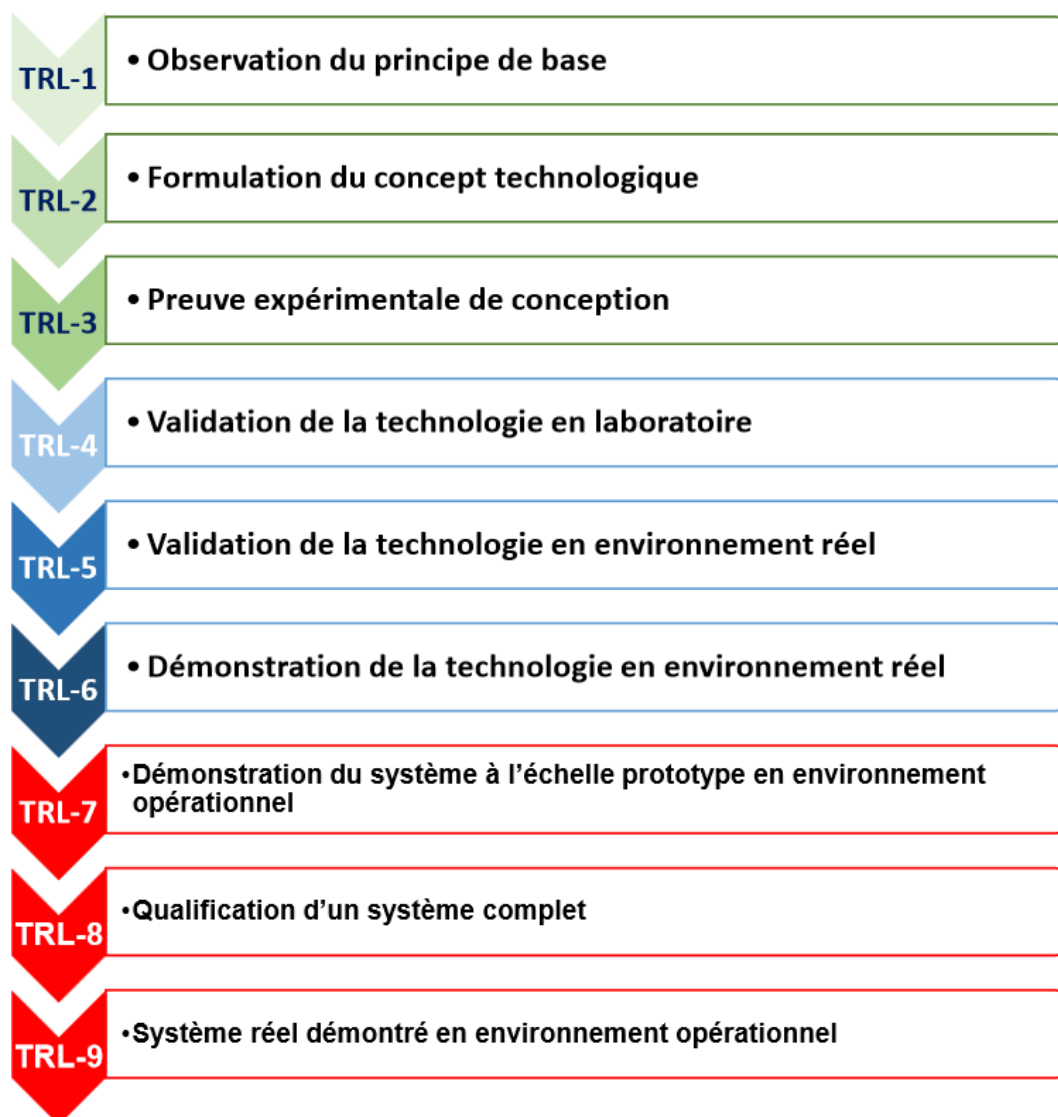 TRL-1
• Observation du principe de base
TRL-2
• Formulation du concept technologique
TRL-3
• Preuve expérimentale de conception
TRL-4
• Validation de la technologie en laboratoire
TRL-5
• Validation de la technologie en environnement réel
TRL-6
• Démonstration de la technologie en environnement réel
TRL-7
•Démonstration du système à l’échelle prototype en environnement
opérationnel
TRL-8
•Qualification d’un système complet
TRL-9
•Système réel démontré en environnement opérationnel